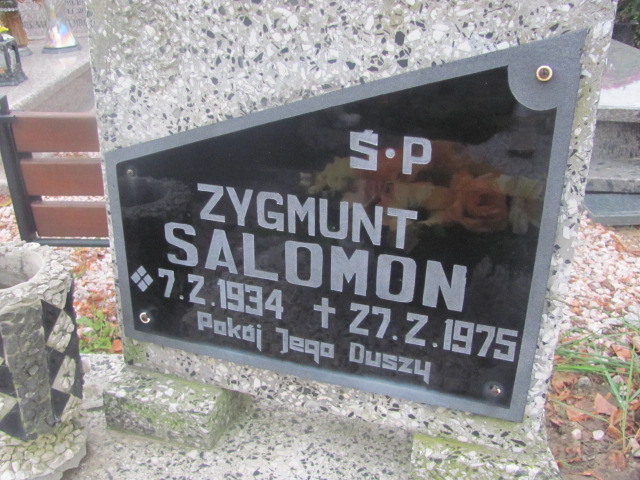 Ś.P
ZYGMUNT
SALOMON
7.2.1934 + 27.2.1975
Pokój Jego Duszy